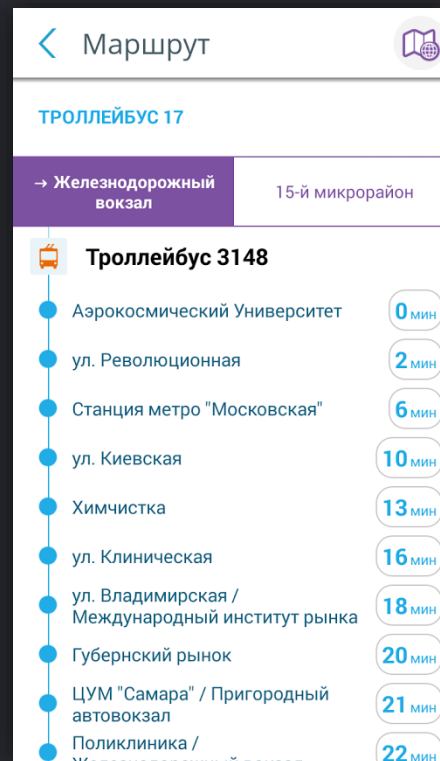 Маршрут
ТРОЛЛЕЙБУС 17
→ Железнодорожный
вокзал
15-й микрорайон
Троллейбус 3148
Аэрокосмический Университет
0 мин
ул. Революционная
2 мин
Станция метро "Московская"
6 мин
ул. Киевская
10 мин
Химчистка
13 мин
ул. Клиническая
16 мин
ул. Владимирская /
Международный институт рынка
18 мин
Губернский рынок
20 мин
ЦУМ "Самара" / Пригородный
автовокзал
21 мин
Поликлиника /
Железнодорожный вокзал
22 мин